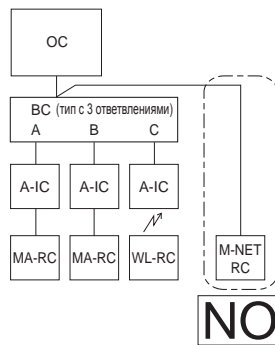 OC
BC (тип с 3 ответвлениями)
A B C
A-IC A-IC A-IC
MA-RC MA-RC WL-RC
M-NET
RC
NO